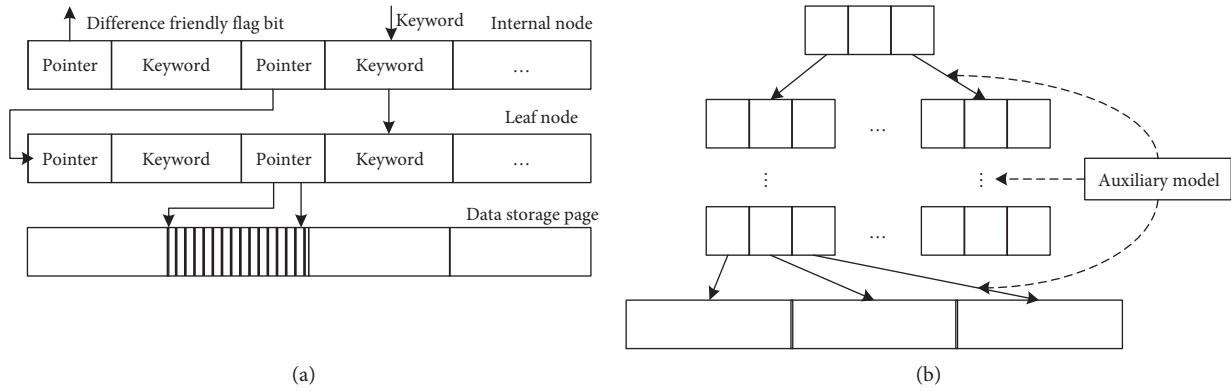 Difference friendly flag bit
Keyword
Internal node
Pointer Keyword Pointer Keyword ...
Leaf node
Pointer Keyword Pointer Keyword ...
Data storage page
(a)
...
⋮ ⋮
Auxiliary model
...
(b)